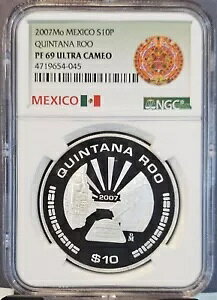 2007Mo MEXICO S10P
QUINTANA ROO
PF 69 ULTRA CAMEO
4719654-045
MEXICO
NGC
QUINTANA ROO
2007
$10